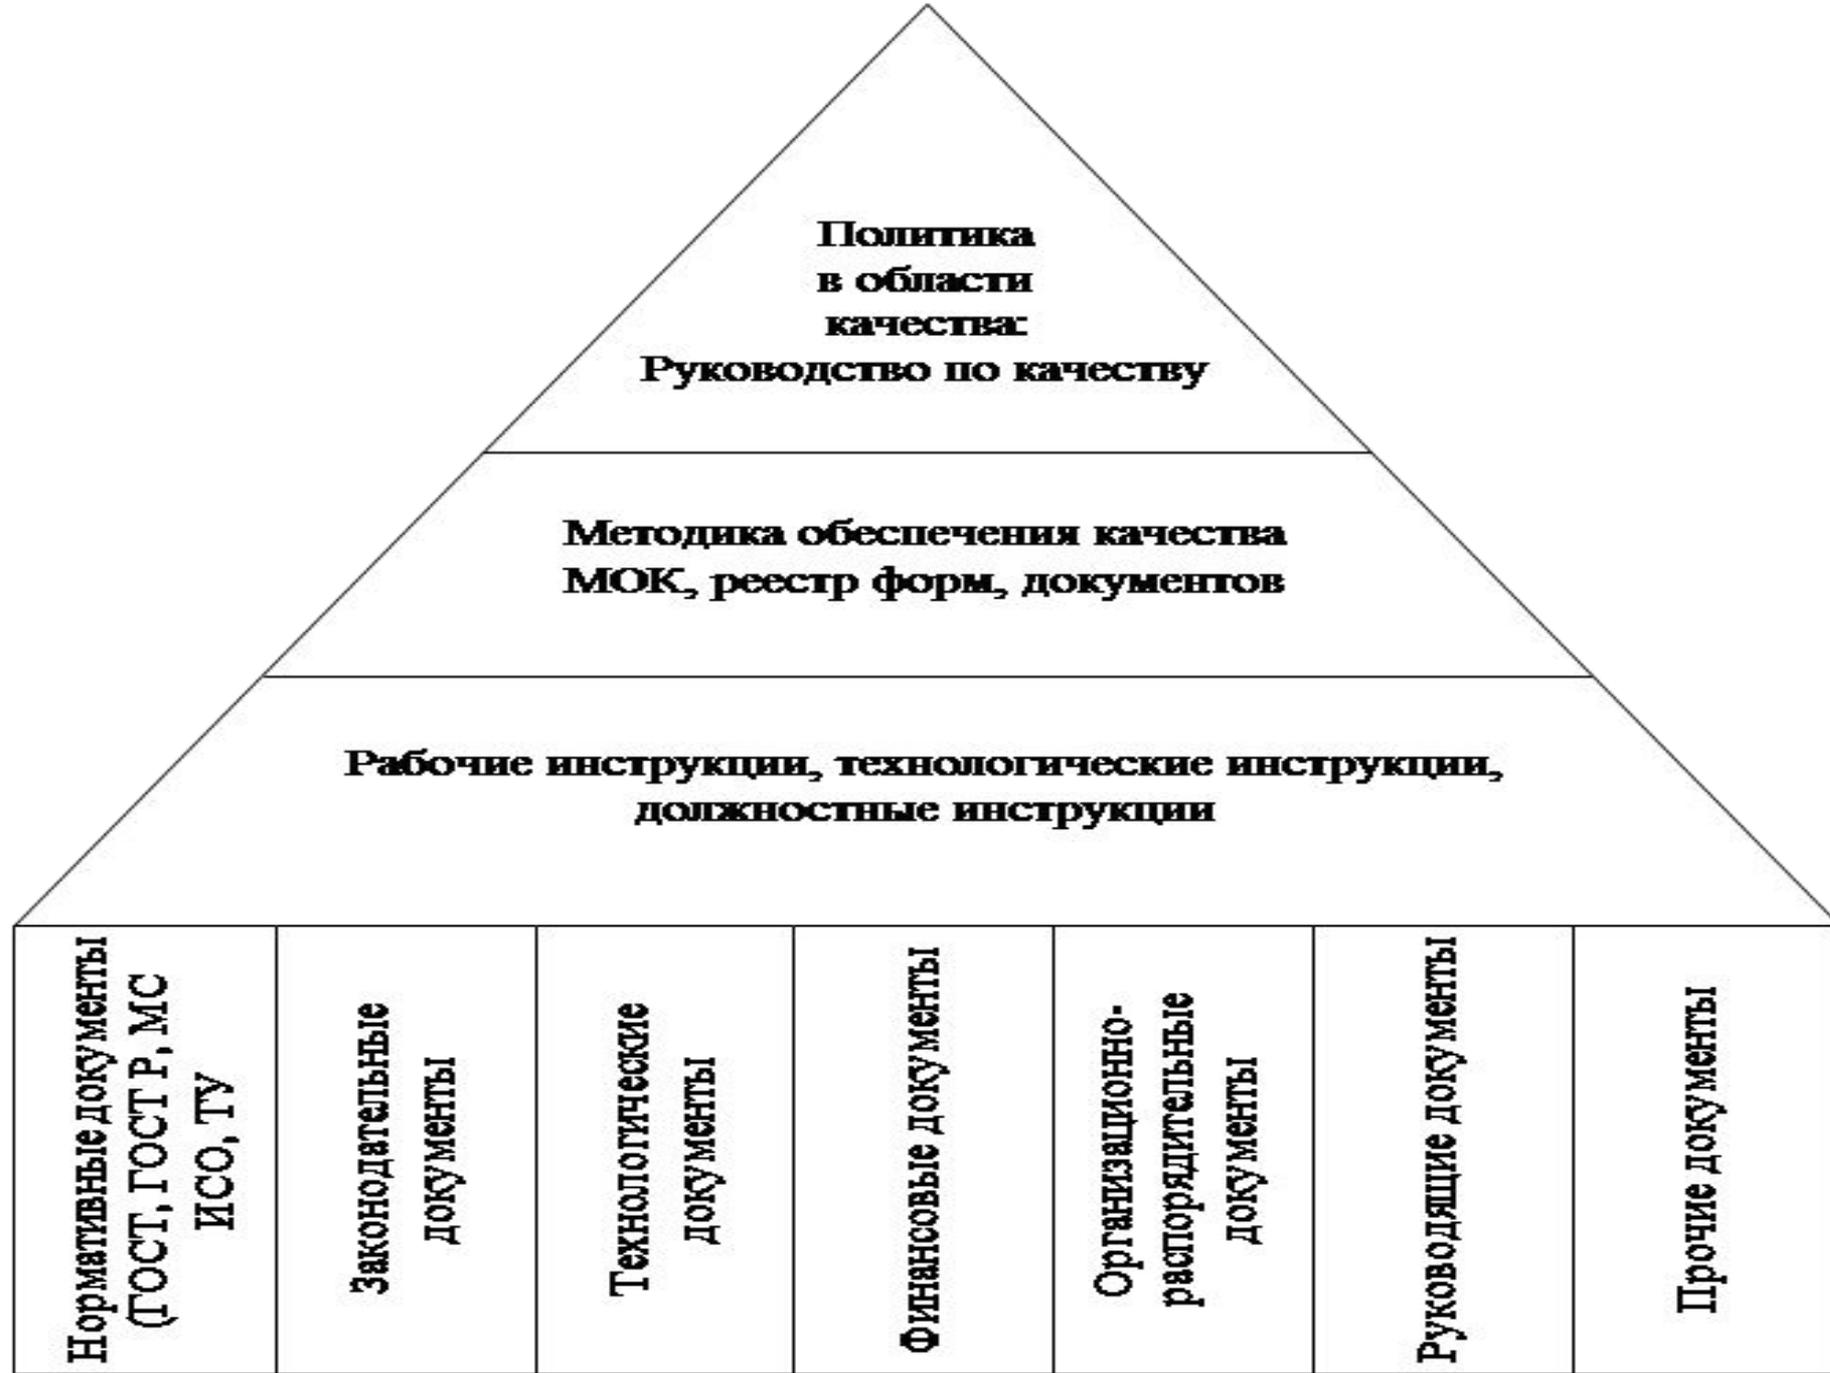 Политика
в области
качества:
Руководство по качеству
Методика обеспечения качества
МОК, реестр форм, документов
Рабочие инструкции, технологические инструкции,
должностные инструкции
Нормативные документы
(ГОСТ, ГОСТ Р, МС
ИСО, ТУ
Законодательные
документы
Технологические
документы
Финансовые документы
Организационно-
распорядительные
документы
Руководящие документы
Прочие документы